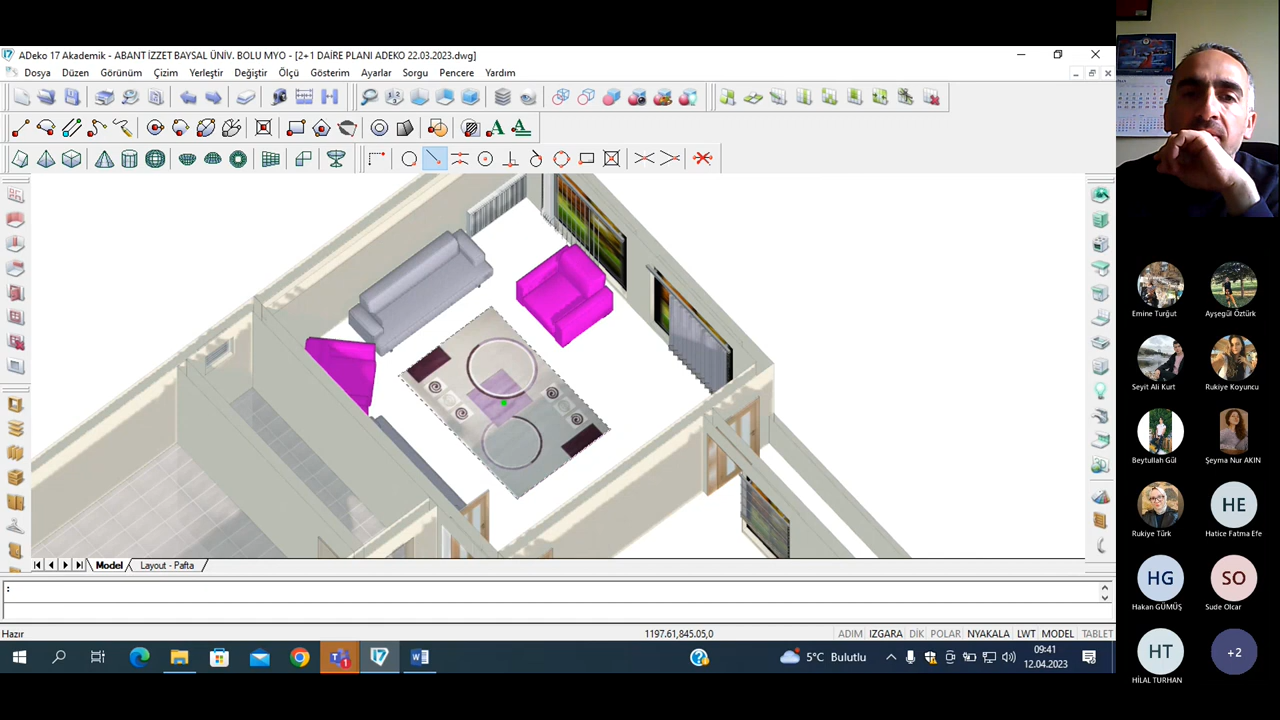 ADeko 17 Akademik - ABANT İZZET BAYSAL ÜNİV. BOLU MYO - [2+1 DAİRE PLANI ADEKO 22.03.2023.dwg]
Dosya Düzen Görünüm Çizim Yerleştir Değiştir Ölçü Gösterim Ayarlar Sorgu Pencere Yardım
Emine Turğut
Ayşegül Öztürk
Seyit Ali Kurt
Rukiye Koyuncu
Beytullah Gül
Şeyma Nur AKIN
Rukiye Türk
HE
Hatice Fatma Efe
HG
Hakan GÜMÜŞ
SO
Sude Olcar
HT
HİLAL TURHAN
+2
Model Layout - Pafta
:
Hazır
1197.61,845.05,0
ADIM IZGARA DİK POLAR NYAKALA LWT MODEL TABLET
5°C Bulutlu
09:41
12.04.2023